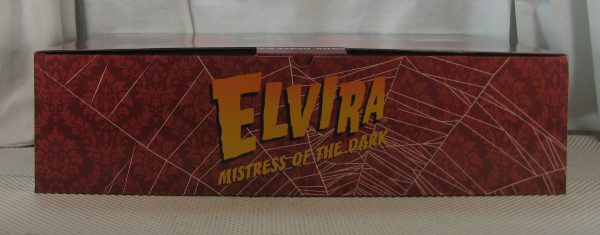 ELVIRA
MISTRESS OF THE DARK